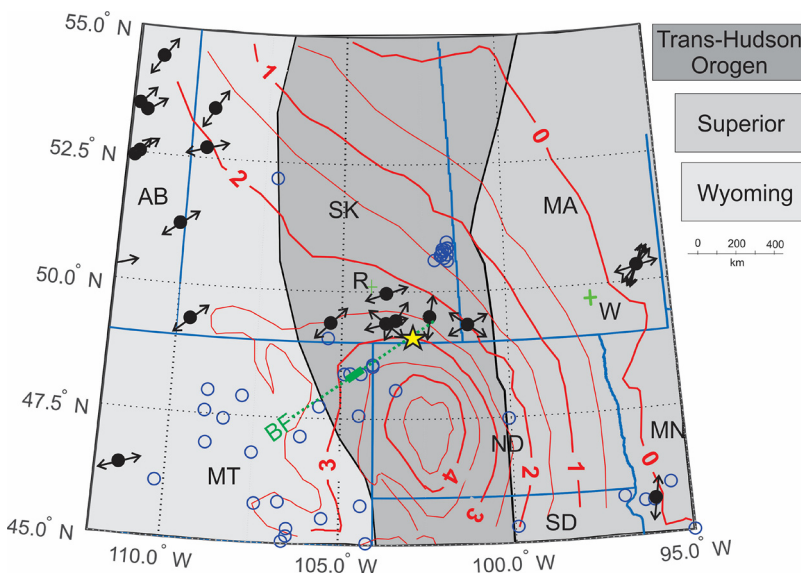 55.0° N
Trans-Hudson
Orogen
1
0
Superior
52.5° N
2
Wyoming
AB
SK
MA
0 200 400
km
50.0° N
R
W
47.5° N
BF
ND
MN
MT
3
4
2
1
0
3
SD
45.0° N
110.0° W
105.0° W
100.0° W
95.0° W